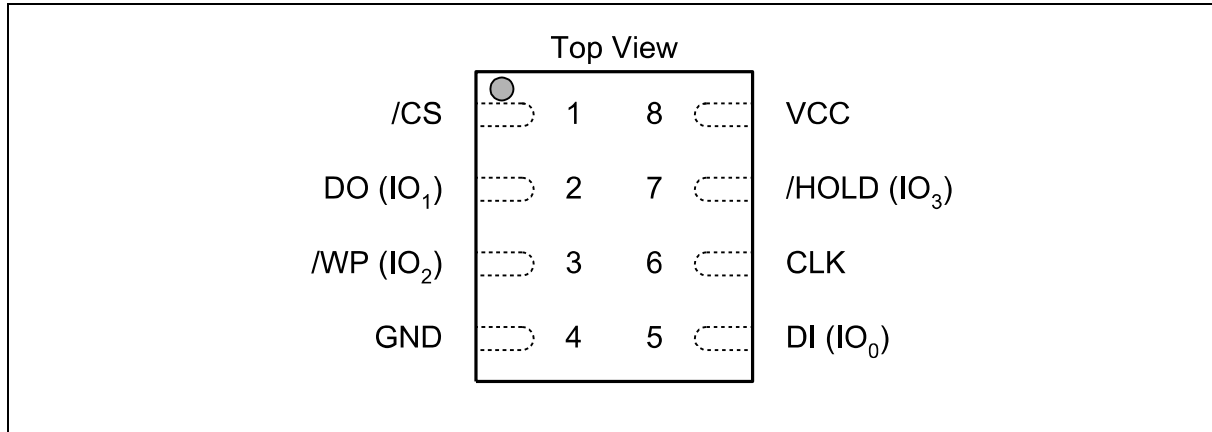 Top View
/CS 1 8 VCC
DO (IO₁) 2 7 /HOLD (IO₃)
/WP (IO₂) 3 6 CLK
GND 4 5 DI (IO₀)